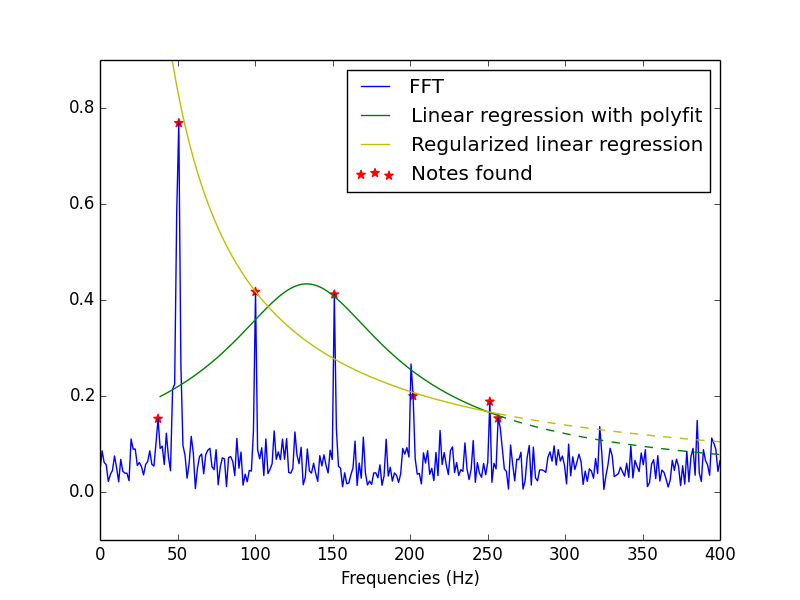 FFT
Linear regression with polyfit
Regularized linear regression
Notes found
0.8
0.6
0.4
0.2
0.0
0 50 100 150 200 250 300 350 400
Frequencies (Hz)